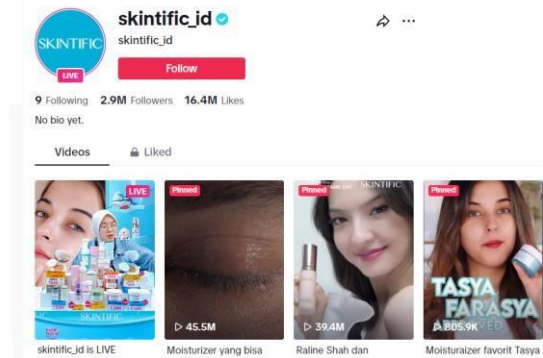 skintific_id
SKINTIFIC
LIVE
skintific_id
Follow
9 Following 2.9M Followers 16.4M Likes
No bio yet.
Videos Liked
LIVE
SKINTIFIC
skintific_id is LIVE
Pinned
45.5M
Moisturizer yang bisa
Pinned
SKINTIFIC
39.4M
Raline Shah dan
Pinned
TASYA
FARASYA
805.9K
Moisturaizer favorit Tasya